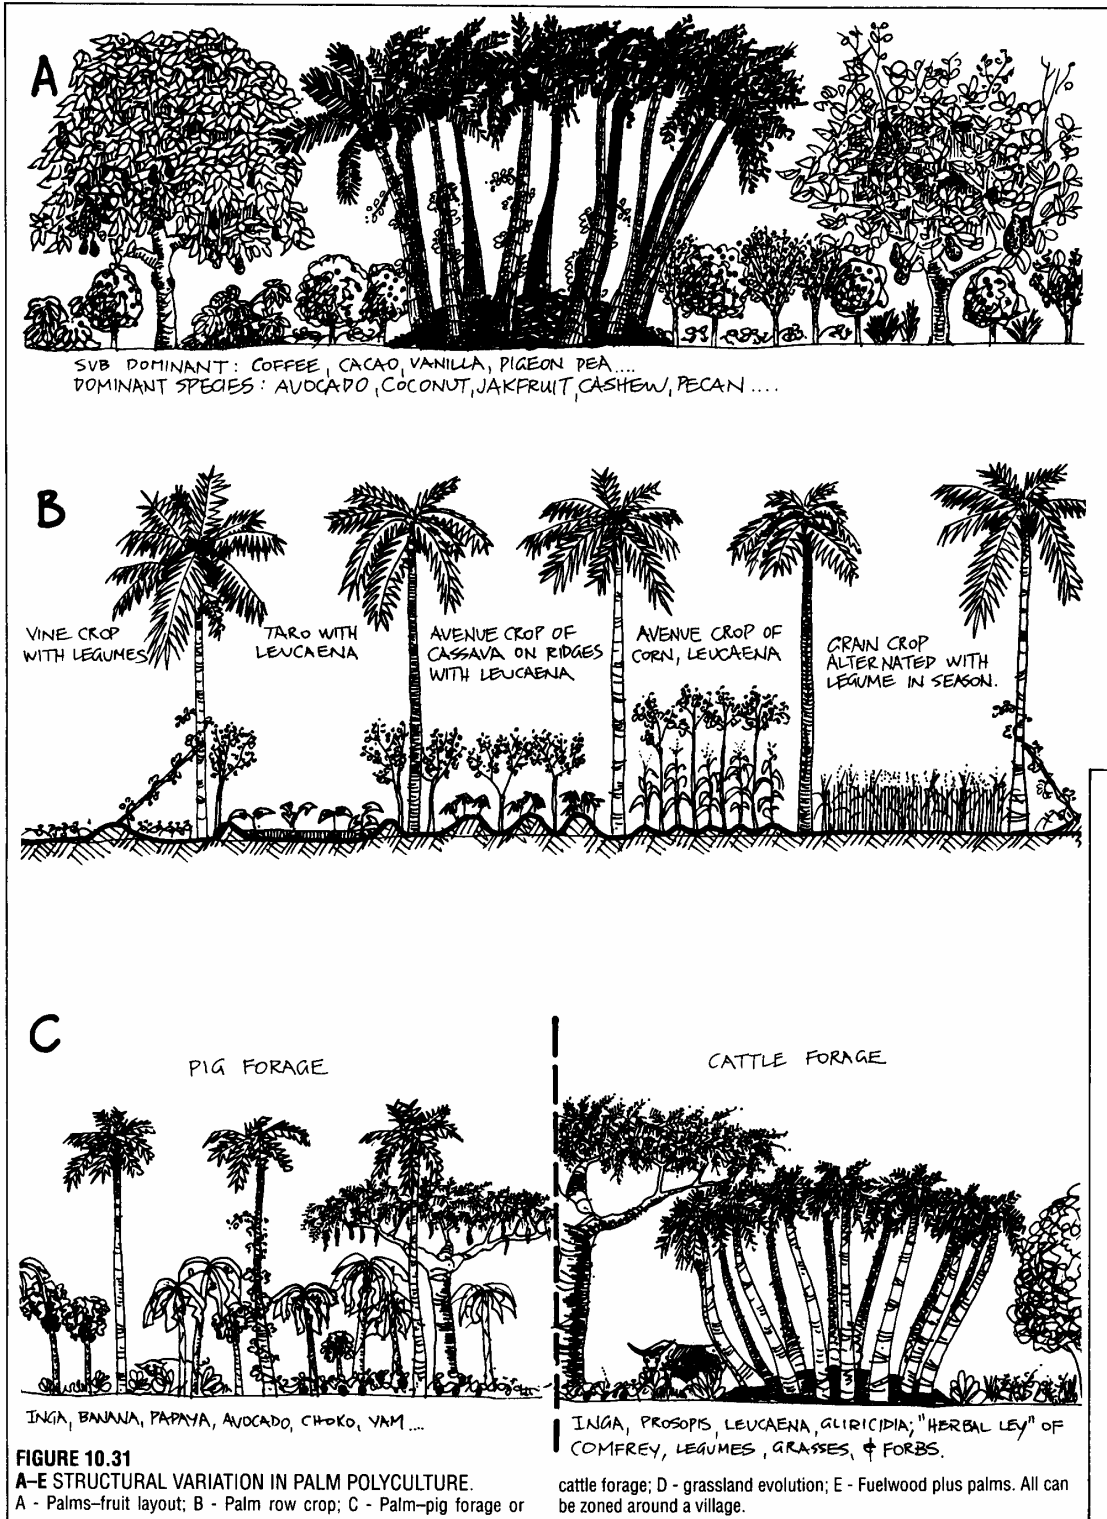 A
SUB DOMINANT: COFFEE, CACAO, VANILLA, PIGEON PEA....
DOMINANT SPECIES: AVOCADO, COCONUT, JAKFRUIT, CASHEW, PECAN ....
B
VINE CROP
WITH LEGUMES
TARO WITH
LEUCAENA
AVENUE CROP OF
CASSAVA ON RIDGES
WITH LEUCAENA
AVENUE CROP OF
CORN, LEUCAENA
GRAIN CROP
ALTERNATED WITH
LEGUME IN SEASON.
C
PIG FORAGE
CATTLE FORAGE
INGA, BANANA, PAPAYA, AVOCADO, CHOKO, YAM ....
INGA, PROSOPIS, LEUCAENA, GLIRICIDIA; "HERBAL LEY" OF
COMFREY, LEGUMES, GRASSES, & FORBS.
FIGURE 10.31
A–E STRUCTURAL VARIATION IN PALM POLYCULTURE.
A - Palms–fruit layout; B - Palm row crop; C - Palm–pig forage or
cattle forage; D - grassland evolution; E - Fuelwood plus palms. All can
be zoned around a village.